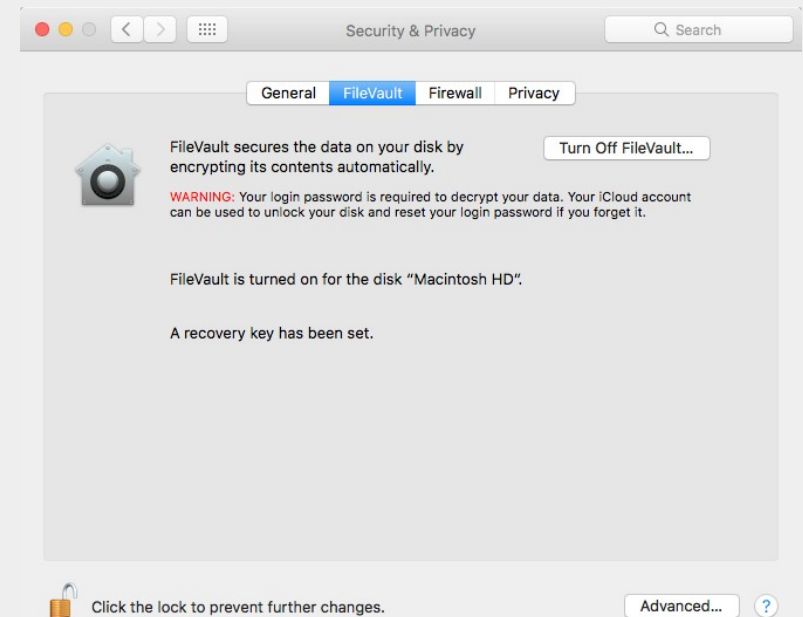 Security & Privacy
Search
General FileVault Firewall Privacy
FileVault secures the data on your disk by
encrypting its contents automatically.
Turn Off FileVault...
WARNING: Your login password is required to decrypt your data. Your iCloud account
can be used to unlock your disk and reset your login password if you forget it.
FileVault is turned on for the disk “Macintosh HD”.
A recovery key has been set.
Click the lock to prevent further changes.
Advanced...
?